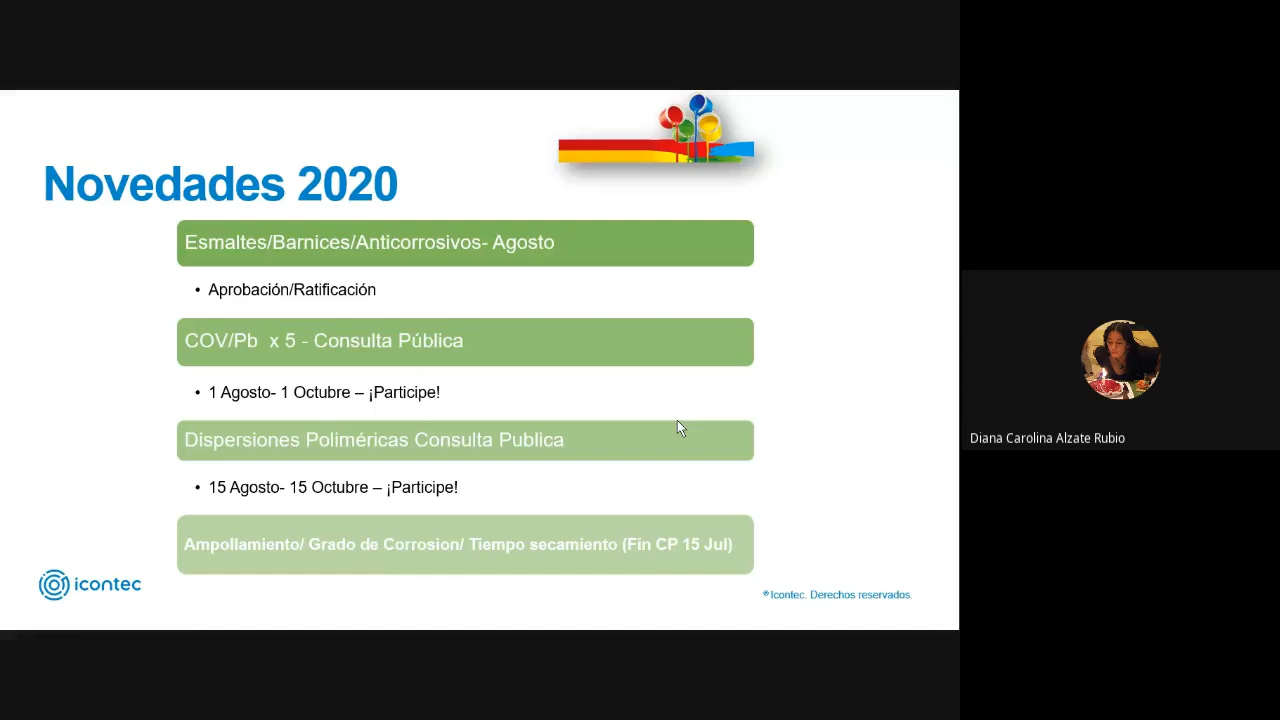 Novedades 2020
Esmaltes/Barnices/Anticorrosivos- Agosto
• Aprobación/Ratificación
COV/Pb  x 5 - Consulta Pública
• 1 Agosto- 1 Octubre – ¡Participe!
Dispersiones Poliméricas Consulta Publica
• 15 Agosto- 15 Octubre – ¡Participe!
Ampollamiento/ Grado de Corrosion/ Tiempo secamiento (Fin CP 15 Jul)
icontec
® Icontec. Derechos reservados.
Diana Carolina Alzate Rubio